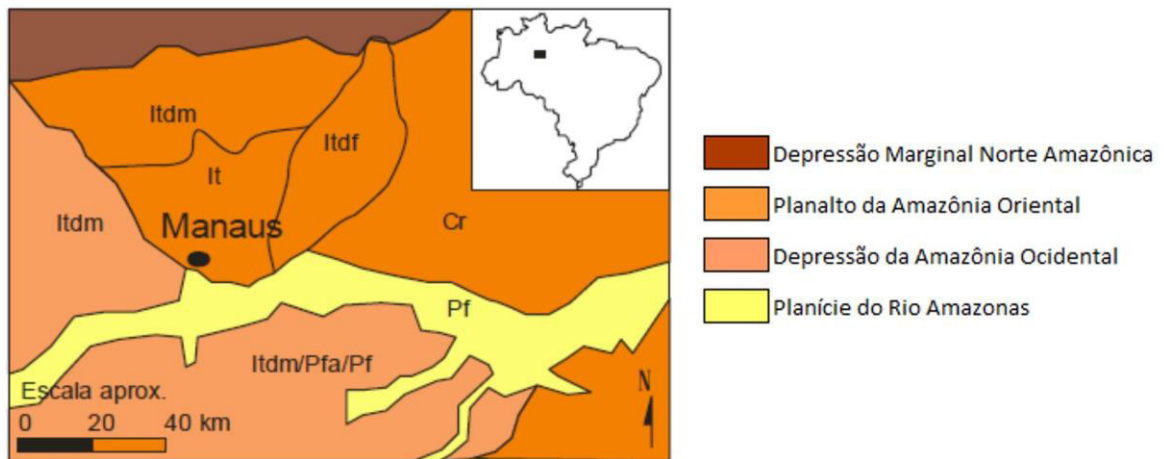 Itdm
Itdf
It
Itdm
Manaus
Cr
Pf
Itdm/Pfa/Pf
Escala aprox.
0 20 40 km
N
Depressão Marginal Norte Amazônica
Planalto da Amazônia Oriental
Depressão da Amazônia Ocidental
Planície do Rio Amazonas